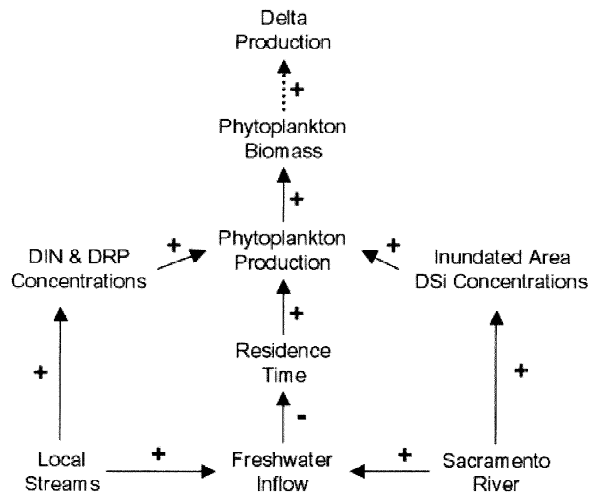 Delta
Production
+
Phytoplankton
Biomass
+
DIN & DRP
Concentrations
+
Phytoplankton
Production
+
Inundated Area
DSi Concentrations
+
+
Residence
Time
+
-
Local
Streams
+
Freshwater
Inflow
+
Sacramento
River